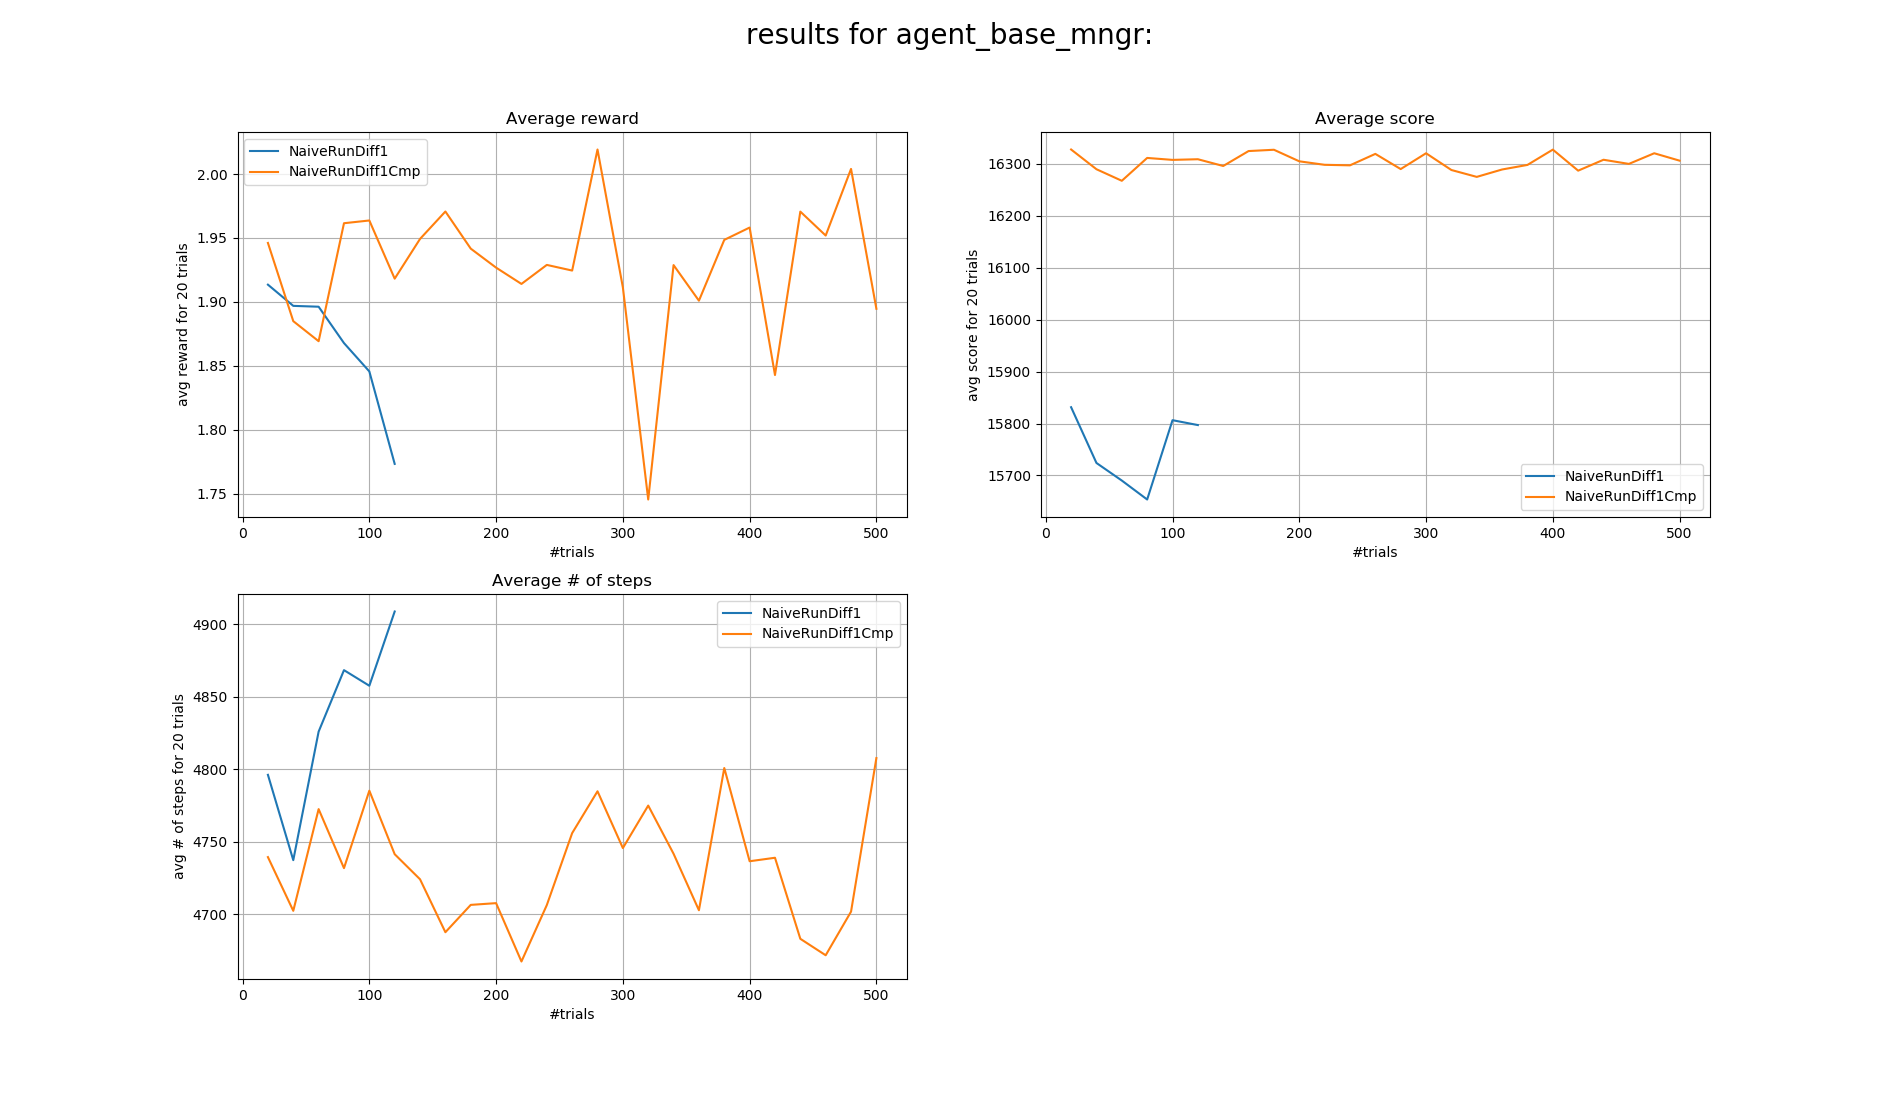 results for agent_base_mngr:
Average reward
NaiveRunDiff1
NaiveRunDiff1Cmp
avg reward for 20 trials
2.00
1.95
1.90
1.85
1.80
1.75
0 100 200 300 400 500
#trials
Average score
avg score for 20 trials
16300
16200
16100
16000
15900
15800
15700
NaiveRunDiff1
NaiveRunDiff1Cmp
0 100 200 300 400 500
#trials
Average # of steps
NaiveRunDiff1
NaiveRunDiff1Cmp
avg # of steps for 20 trials
4900
4850
4800
4750
4700
0 100 200 300 400 500
#trials